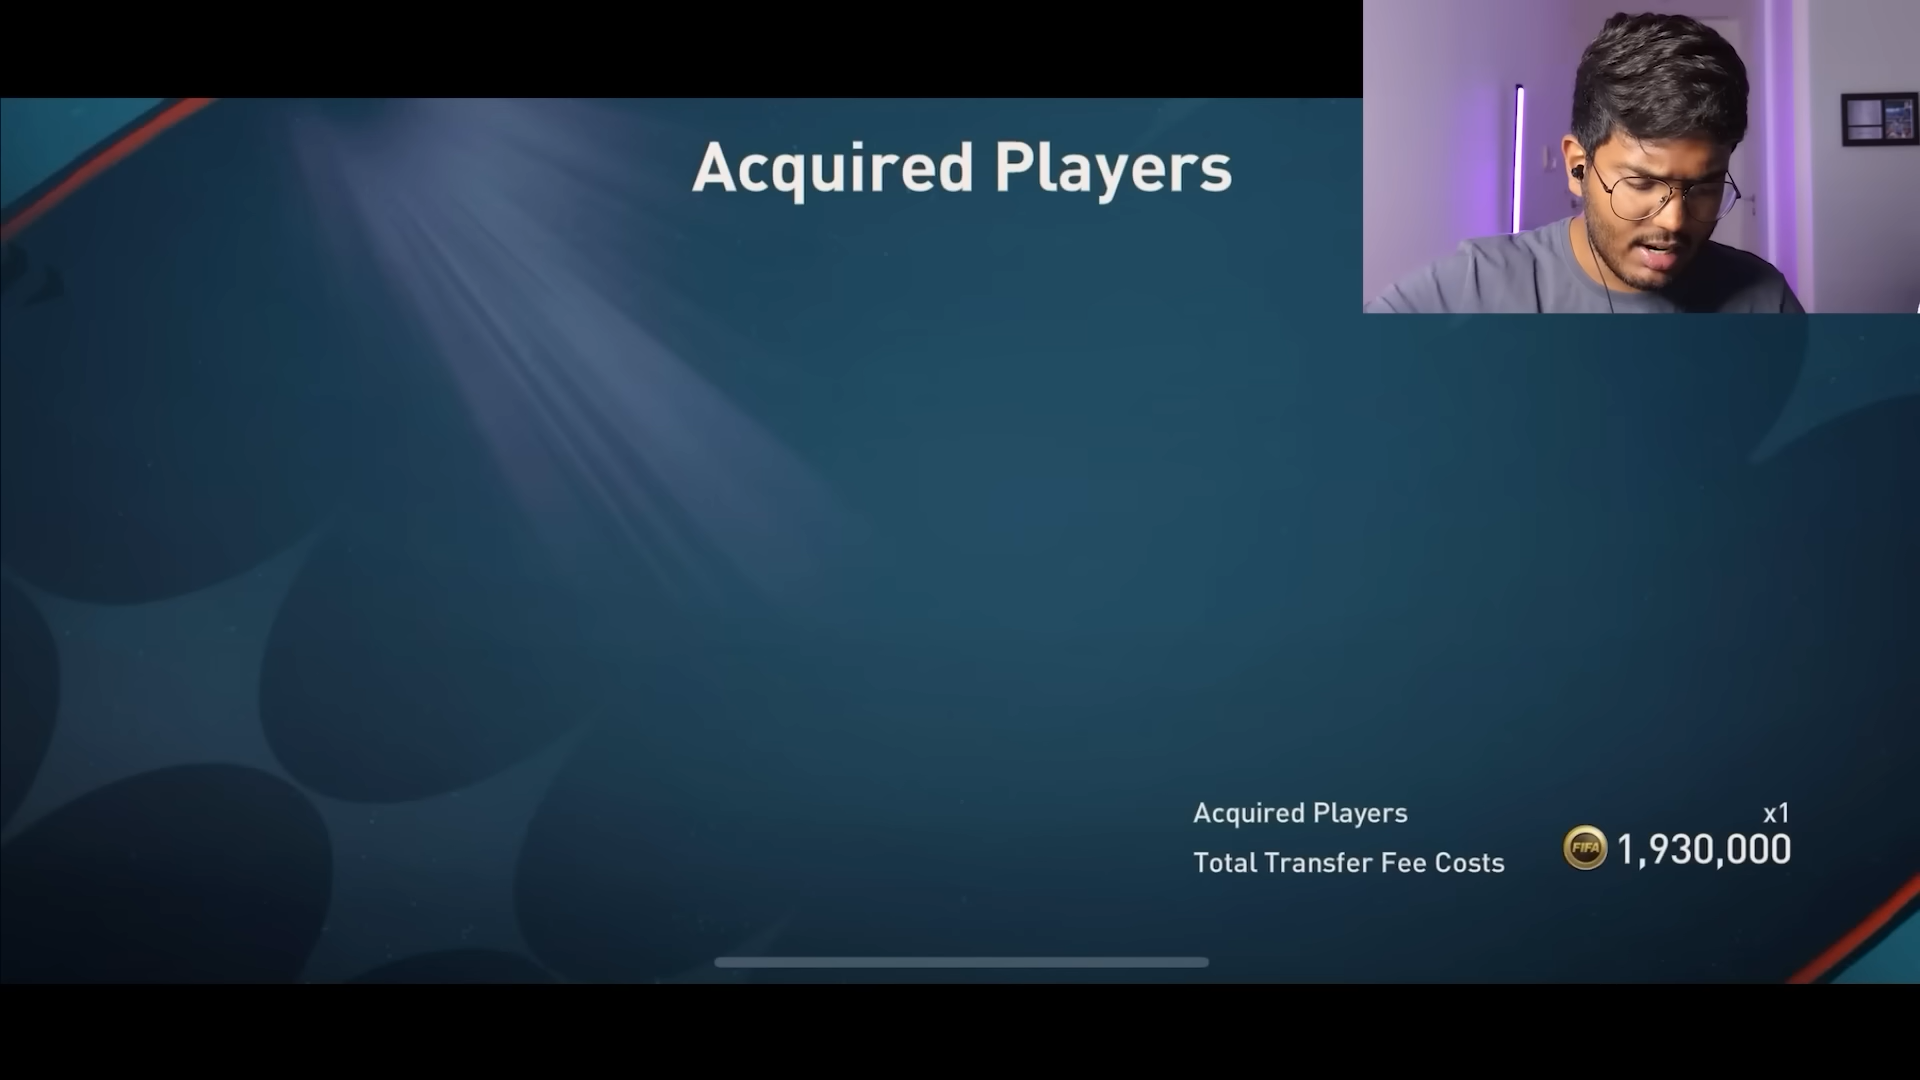 Acquired Players
Acquired Players x1
Total Transfer Fee Costs FIFA 1,930,000